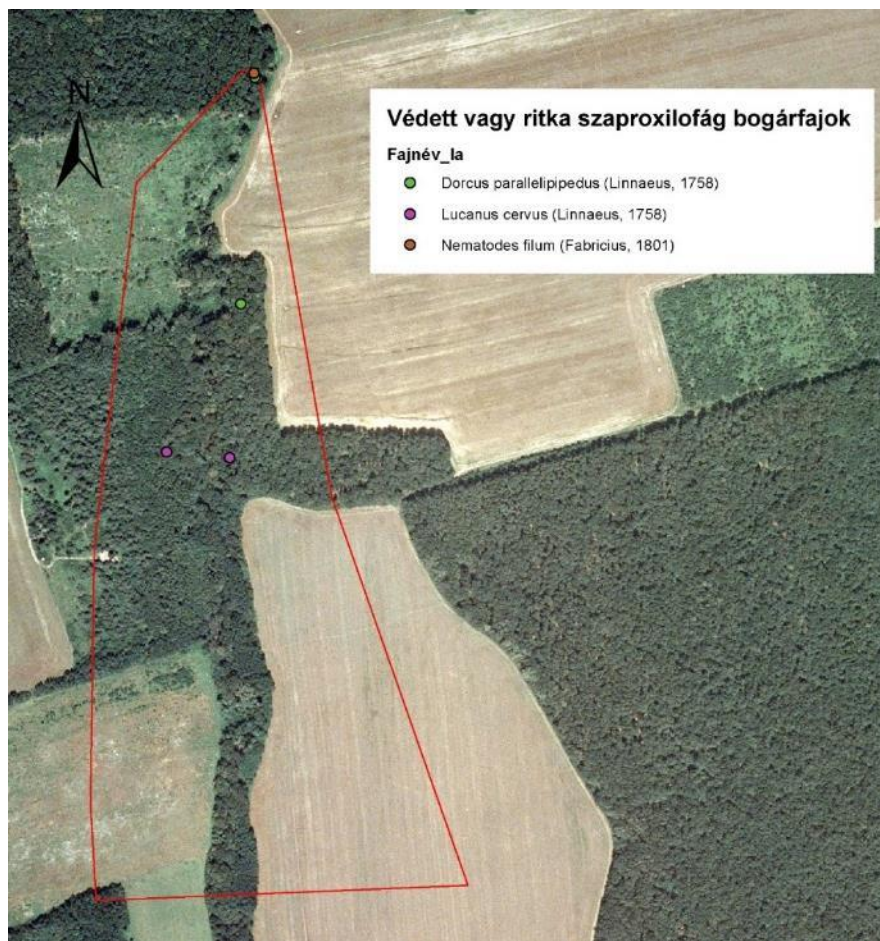 N
Védett vagy ritka szaproxilofág bogárfajok
Fajnév_la
Dorcus parallelipipedus (Linnaeus, 1758)
Lucanus cervus (Linnaeus, 1758)
Nematodes filum (Fabricius, 1801)